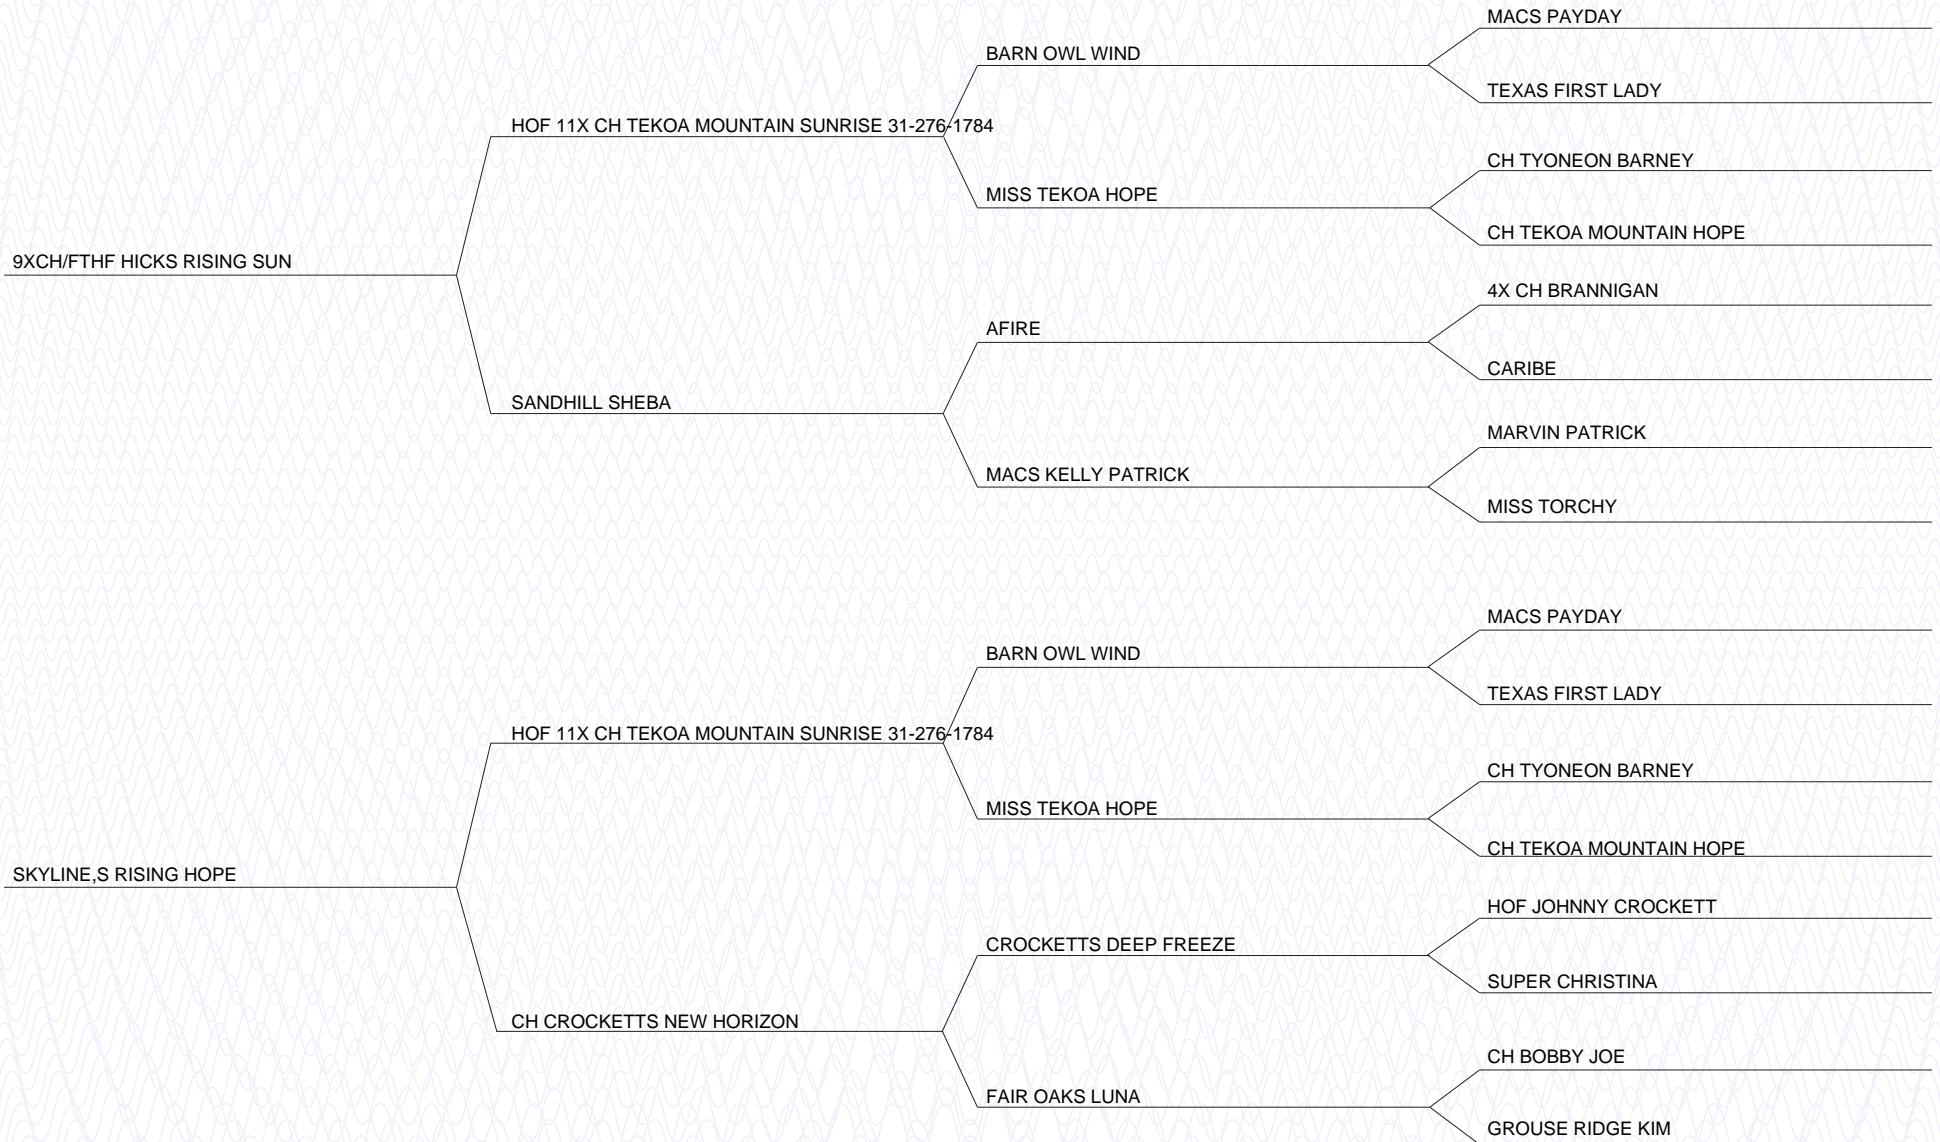 MACS PAYDAY
BARN OWL WIND
TEXAS FIRST LADY
HOF 11X CH TEKOA MOUNTAIN SUNRISE 31-276-1784
CH TYONEON BARNEY
MISS TEKOA HOPE
CH TEKOA MOUNTAIN HOPE
9XCH/FTHF HICKS RISING SUN
4X CH BRANNIGAN
AFIRE
CARIBE
SANDHILL SHEBA
MARVIN PATRICK
MACS KELLY PATRICK
MISS TORCHY
MACS PAYDAY
BARN OWL WIND
TEXAS FIRST LADY
HOF 11X CH TEKOA MOUNTAIN SUNRISE 31-276-1784
CH TYONEON BARNEY
MISS TEKOA HOPE
CH TEKOA MOUNTAIN HOPE
SKYLINE,S RISING HOPE
HOF JOHNNY CROCKETT
CROCKETTS DEEP FREEZE
SUPER CHRISTINA
CH CROCKETTS NEW HORIZON
CH BOBBY JOE
FAIR OAKS LUNA
GROUSE RIDGE KIM